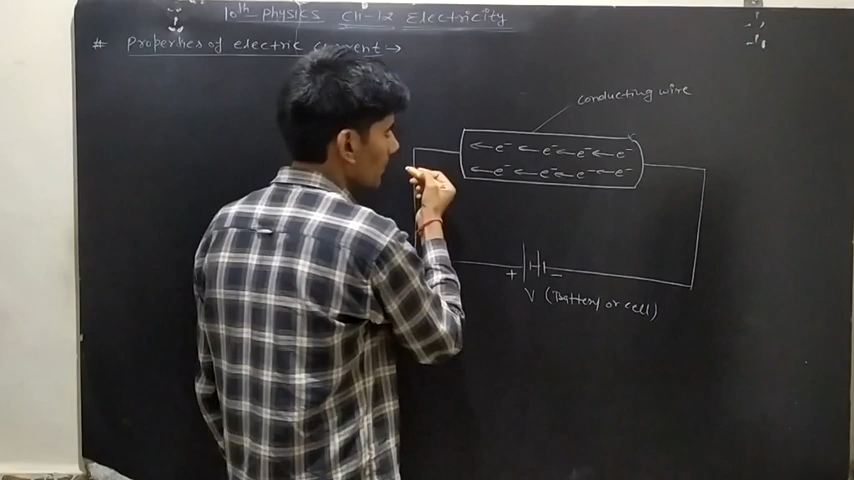 10th Physics CH-12 Electricity
# Properties of electric current →
conducting wire
← e⁻ ← e⁻ ← e⁻ ← e⁻
← e⁻ ← e⁻ ← e⁻ ← e⁻
+ −
V (Battery or cell)